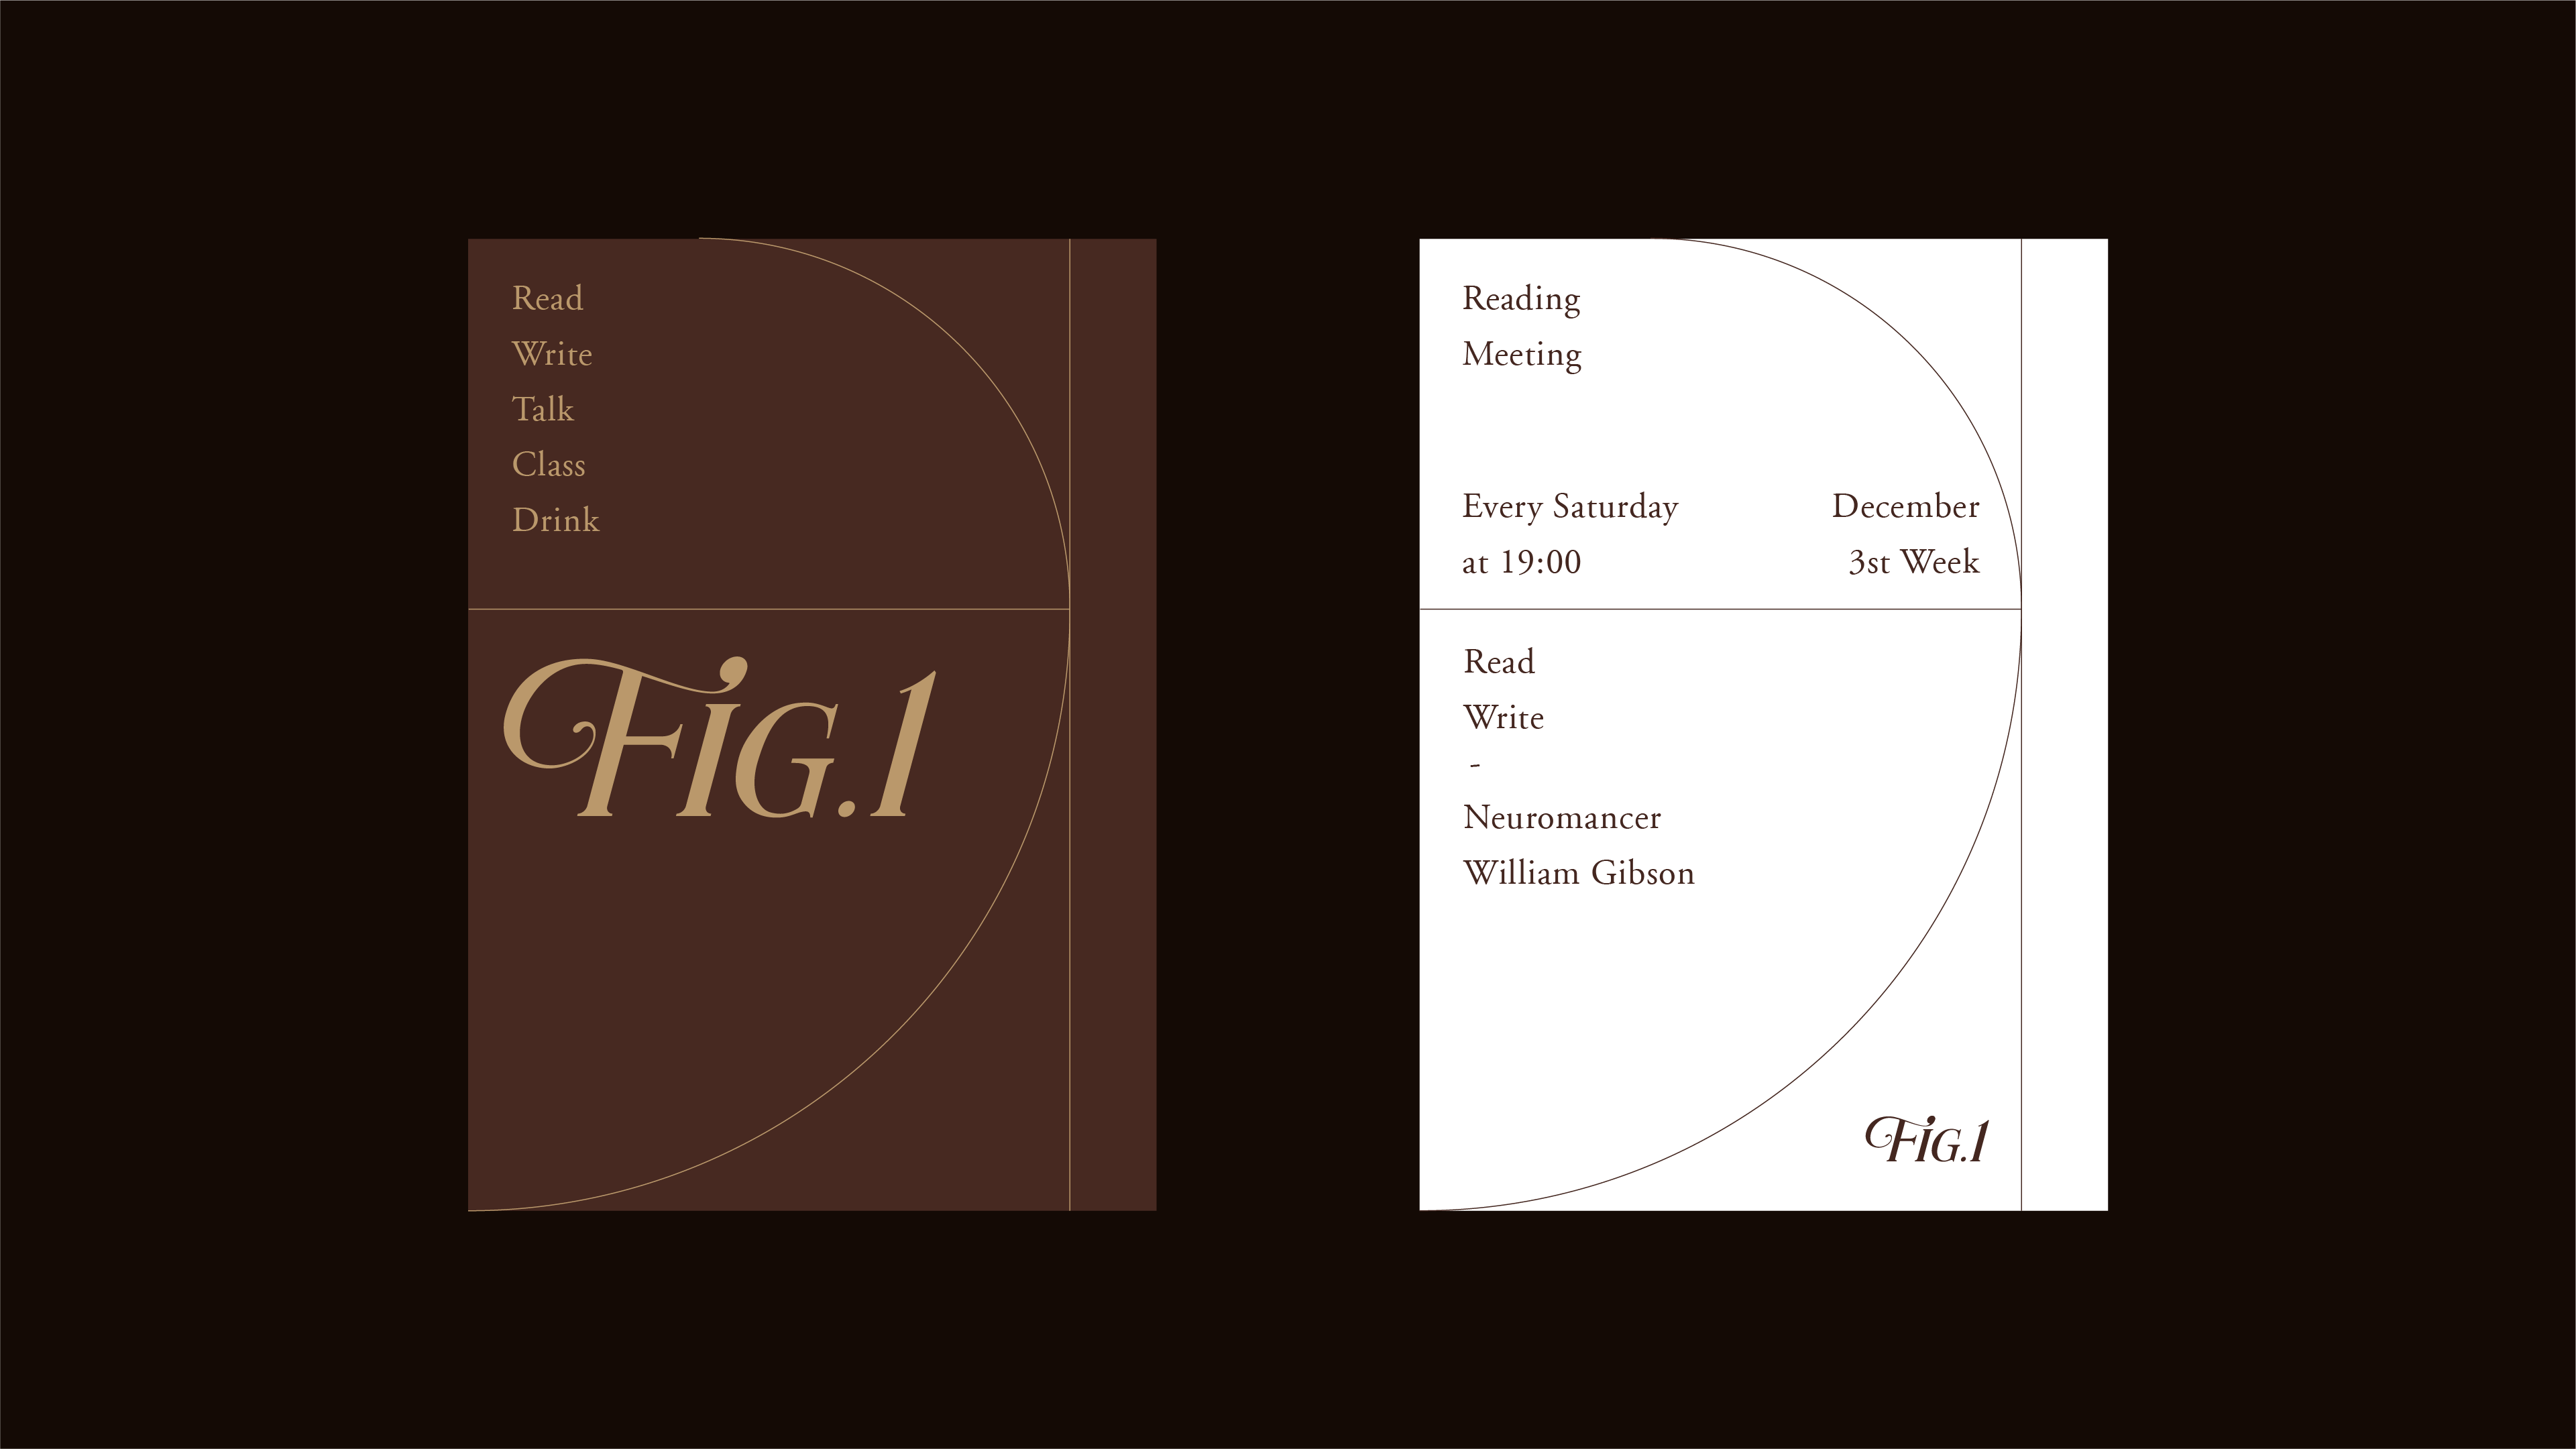 Read
Write
Talk
Class
Drink
FiG.1
Reading
Meeting
Every Saturday
at 19:00
December
3st Week
Read
Write
-
Neuromancer
William Gibson
FiG.1